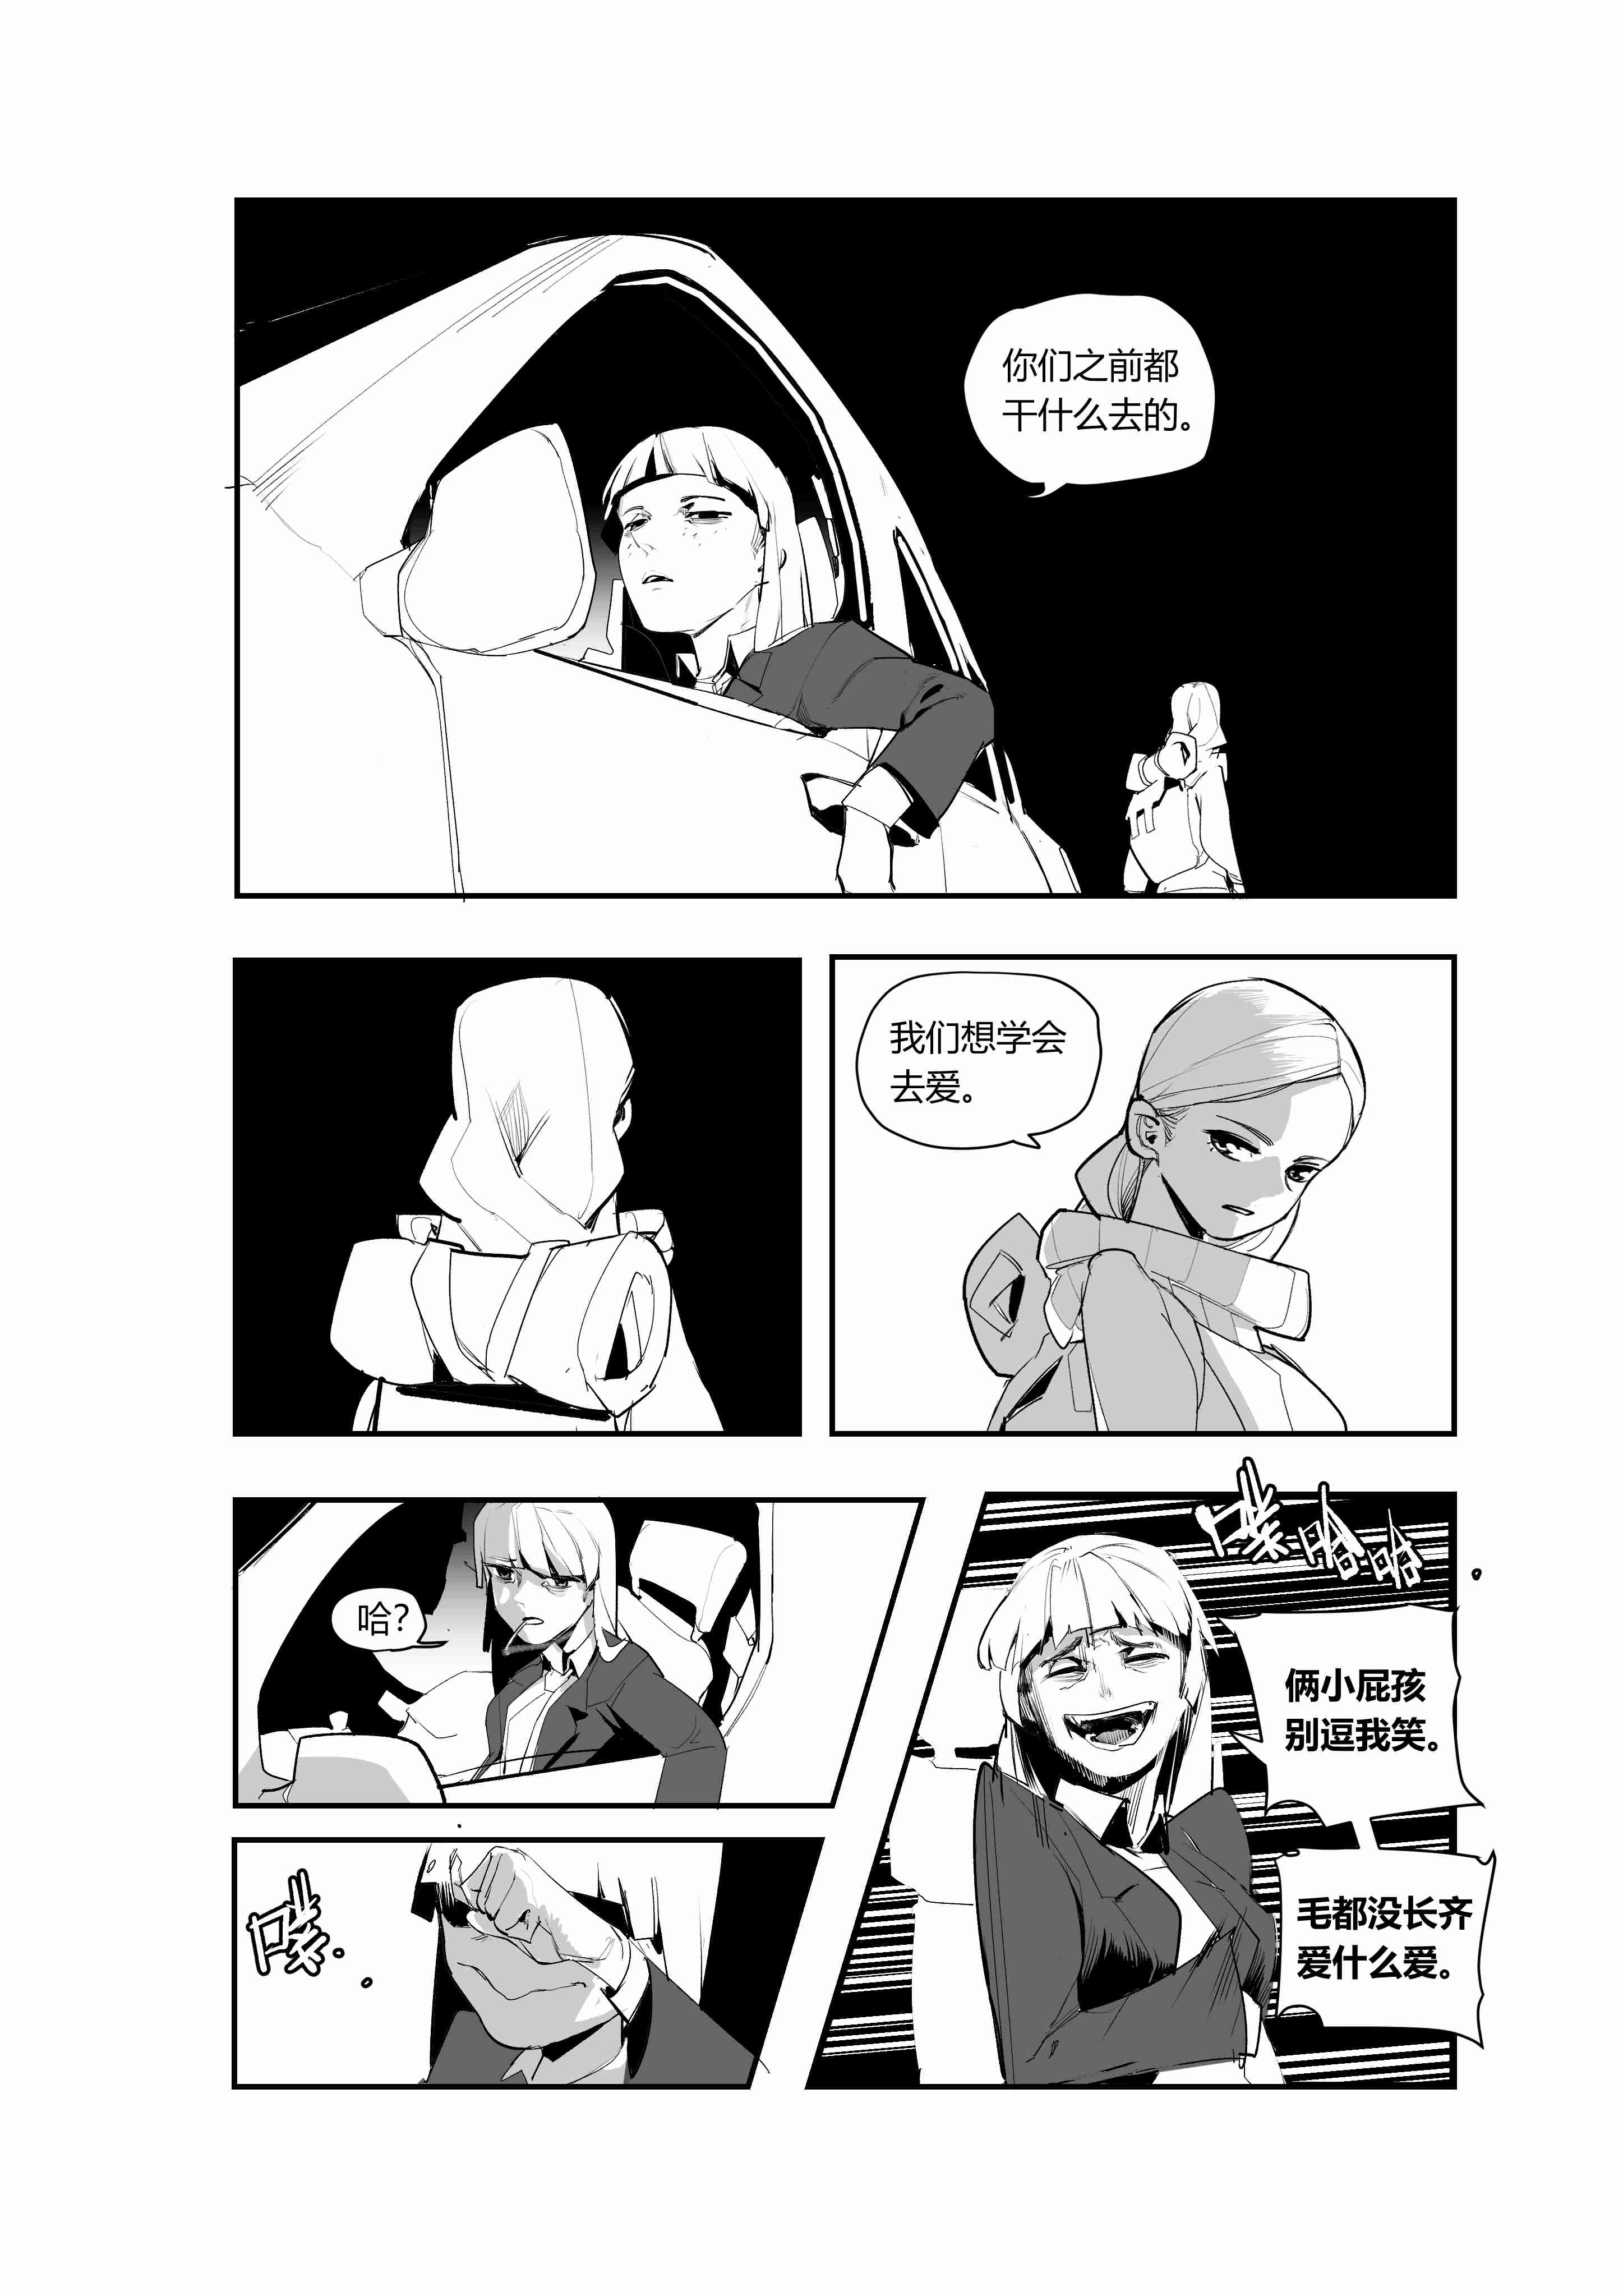 你们之前都
干什么去的。
我们想学会
去爱。
哈？
噗。
噗哈哈。
俩小屁孩
别逗我笑。
毛都没长齐
爱什么爱。